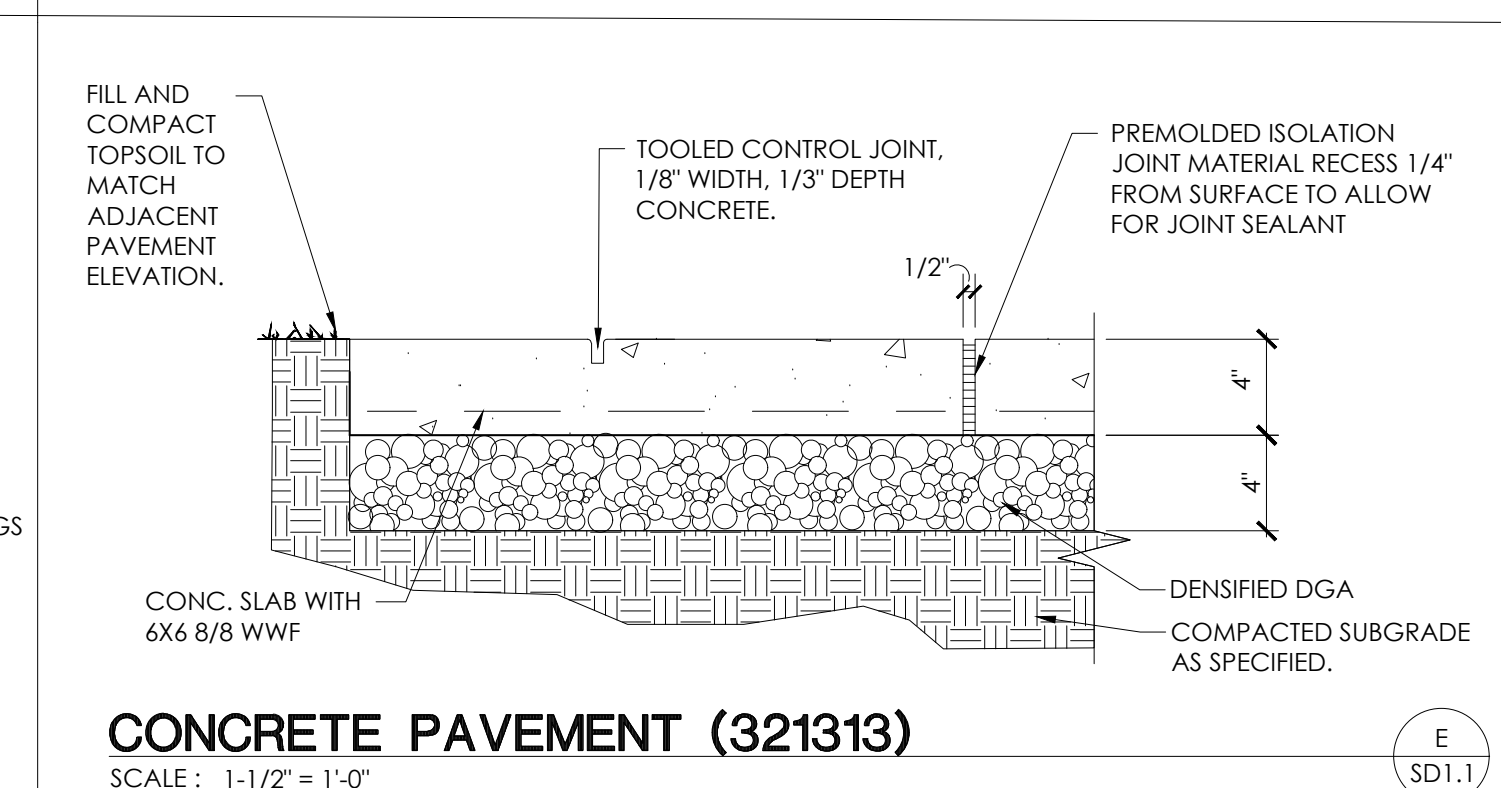 FILL AND
COMPACT
TOPSOIL TO
MATCH
ADJACENT
PAVEMENT
ELEVATION.
TOOLED CONTROL JOINT,
1/8" WIDTH, 1/3" DEPTH
CONCRETE.
PREMOLDED ISOLATION
JOINT MATERIAL RECESS 1/4"
FROM SURFACE TO ALLOW
FOR JOINT SEALANT
1/2"
4"
4"
GS
CONC. SLAB WITH
6X6 8/8 WWF
DENSIFIED DGA
COMPACTED SUBGRADE
AS SPECIFIED.
CONCRETE PAVEMENT (321313)
SCALE : 1-1/2" = 1'-0"
E
SD1.1